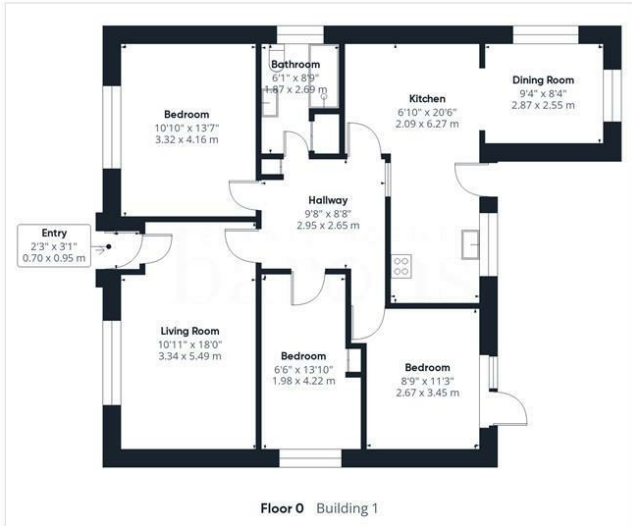 Bathroom
6'1" x 8'9"
1.87 x 2.69 m
Dining Room
9'4" x 8'4"
2.87 x 2.55 m
Kitchen
6'10" x 20'6"
2.09 x 6.27 m
Bedroom
10'10" x 13'7"
3.32 x 4.16 m
Hallway
9'8" x 8'8"
2.95 x 2.65 m
Entry
2'3" x 3'1"
0.70 x 0.95 m
Living Room
10'11" x 18'0"
3.34 x 5.49 m
Bedroom
6'6" x 13'10"
1.98 x 4.22 m
Bedroom
8'9" x 11'3"
2.67 x 3.45 m
Floor 0 Building 1